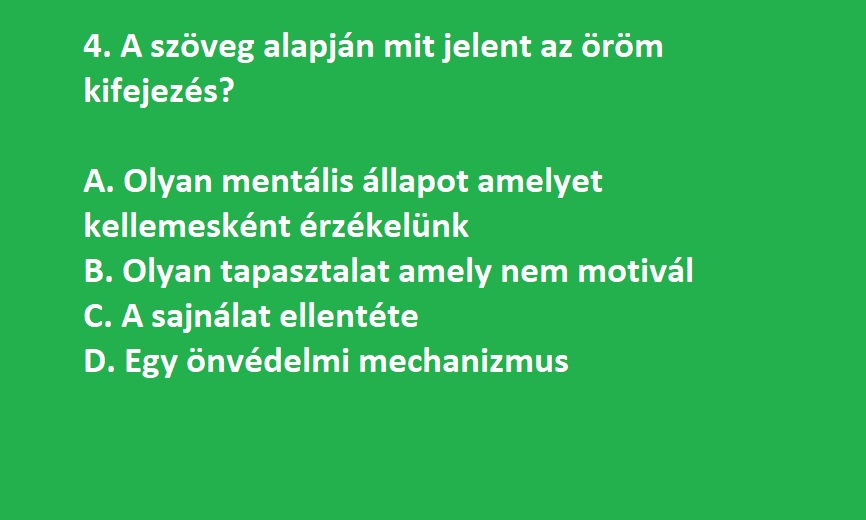 4. A szöveg alapján mit jelent az öröm
kifejezés?
A. Olyan mentális állapot amelyet
kellemesként érzékelünk
B. Olyan tapasztalat amely nem motivál
C. A sajnálat ellentéte
D. Egy önvédelmi mechanizmus